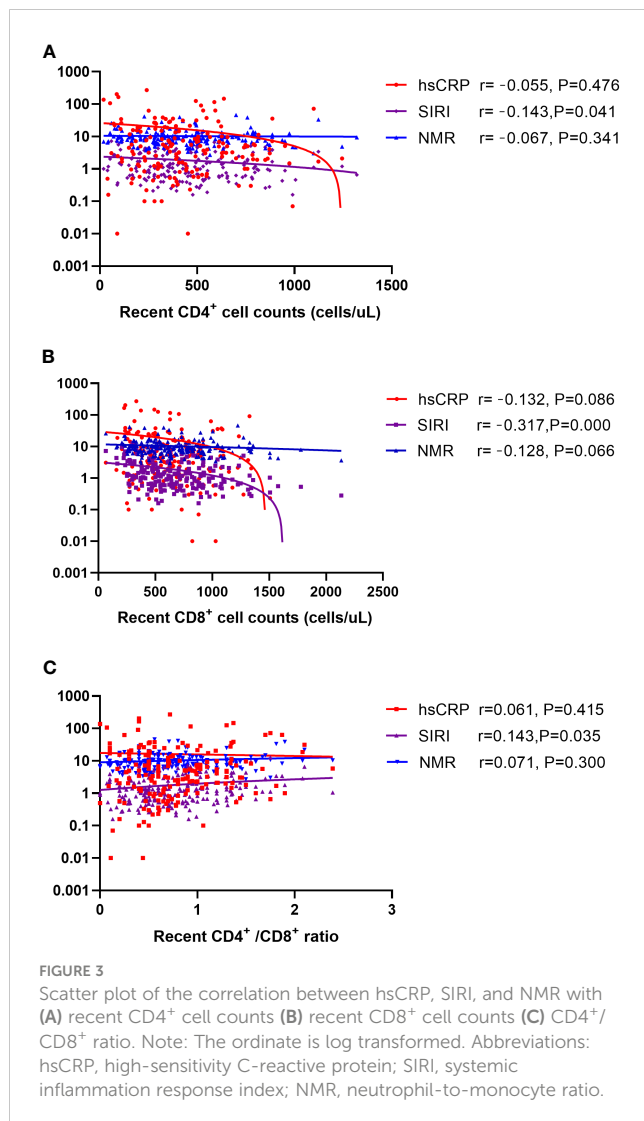 A
1000
100
10
1
0.1
0.01
0.001
0
500
1000
1500
Recent CD4⁺ cell counts (cells/uL)
hsCRP r= −0.055, P=0.476
SIRI r= −0.143,P=0.041
NMR r= −0.067, P=0.341
B
1000
100
10
1
0.1
0.01
0.001
0
500
1000
1500
2000
2500
Recent CD8⁺ cell counts (cells/uL)
hsCRP r= −0.132, P=0.086
SIRI r= −0.317,P=0.000
NMR r= −0.128, P=0.066
C
1000
100
10
1
0.1
0.01
0.001
0
1
2
3
Recent CD4⁺ /CD8⁺ ratio
hsCRP r=0.061, P=0.415
SIRI r=0.143,P=0.035
NMR r=0.071, P=0.300
FIGURE 3
Scatter plot of the correlation between hsCRP, SIRI, and NMR with
(A) recent CD4⁺ cell counts (B) recent CD8⁺ cell counts (C) CD4⁺/
CD8⁺ ratio. Note: The ordinate is log transformed. Abbreviations:
hsCRP, high-sensitivity C-reactive protein; SIRI, systemic
inflammation response index; NMR, neutrophil-to-monocyte ratio.